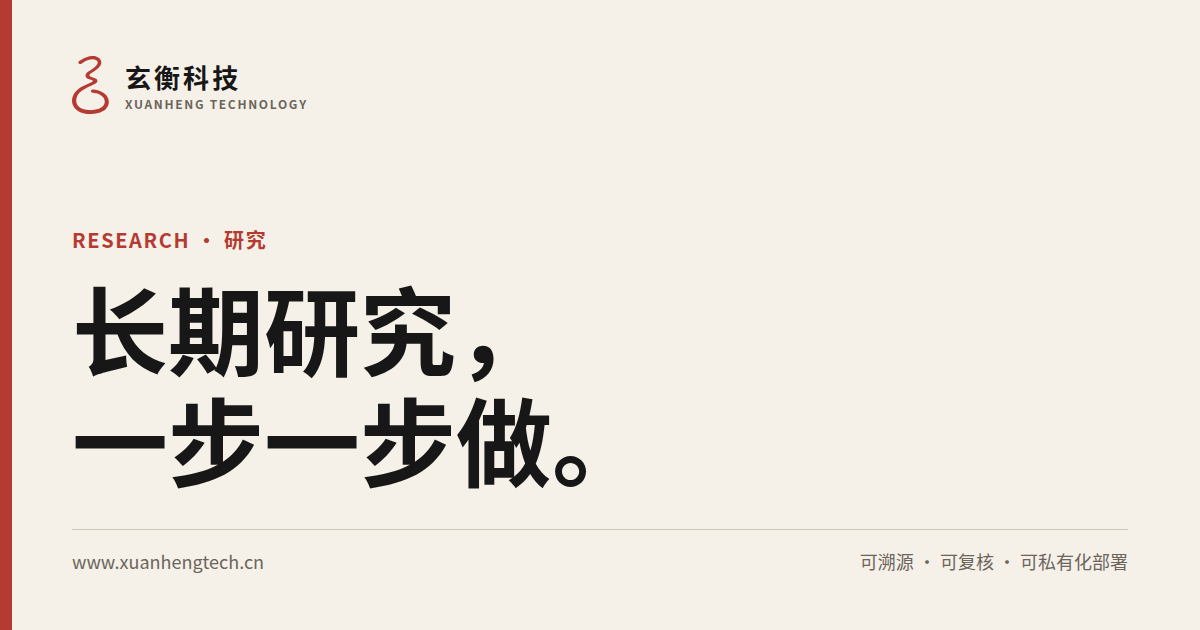 玄衡科技
XUANHENG TECHNOLOGY
RESEARCH · 研究
长期研究，
一步一步做。
www.xuanhengtech.cn
可溯源 · 可复核 · 可私有化部署